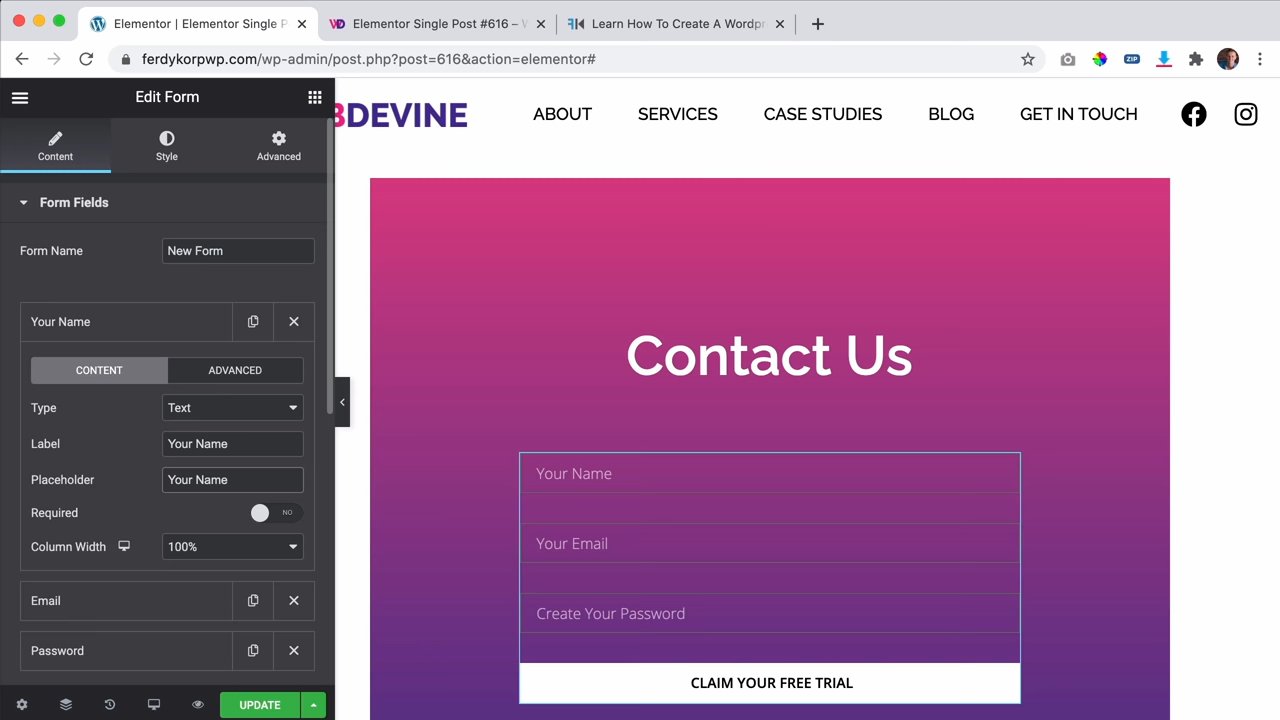 Elementor | Elementor Single P
Elementor Single Post #616 – W
Learn How To Create A Wordpr
ferdykorpwp.com/wp-admin/post.php?post=616&action=elementor#
ZIP
Edit Form
BDEVINE
ABOUT
SERVICES
CASE STUDIES
BLOG
GET IN TOUCH
Content
Style
Advanced
Form Fields
Form Name
New Form
Your Name
CONTENT
ADVANCED
Type
Text
Label
Your Name
Placeholder
Your Name
Required
NO
Column Width
100%
Email
Password
UPDATE
Contact Us
Your Name
Your Email
Create Your Password
CLAIM YOUR FREE TRIAL